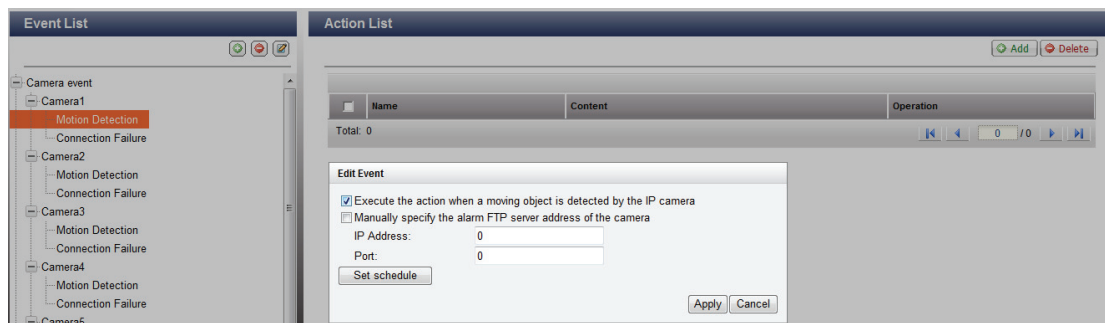 Event List
Camera event
Camera1
Motion Detection
Connection Failure
Camera2
Motion Detection
Connection Failure
Camera3
Motion Detection
Connection Failure
Camera4
Motion Detection
Connection Failure
Camera5
Action List
Add Delete
Name Content Operation
Total: 0 0 / 0
Edit Event
Execute the action when a moving object is detected by the IP camera
Manually specify the alarm FTP server address of the camera
IP Address: 0
Port: 0
Set schedule
Apply Cancel